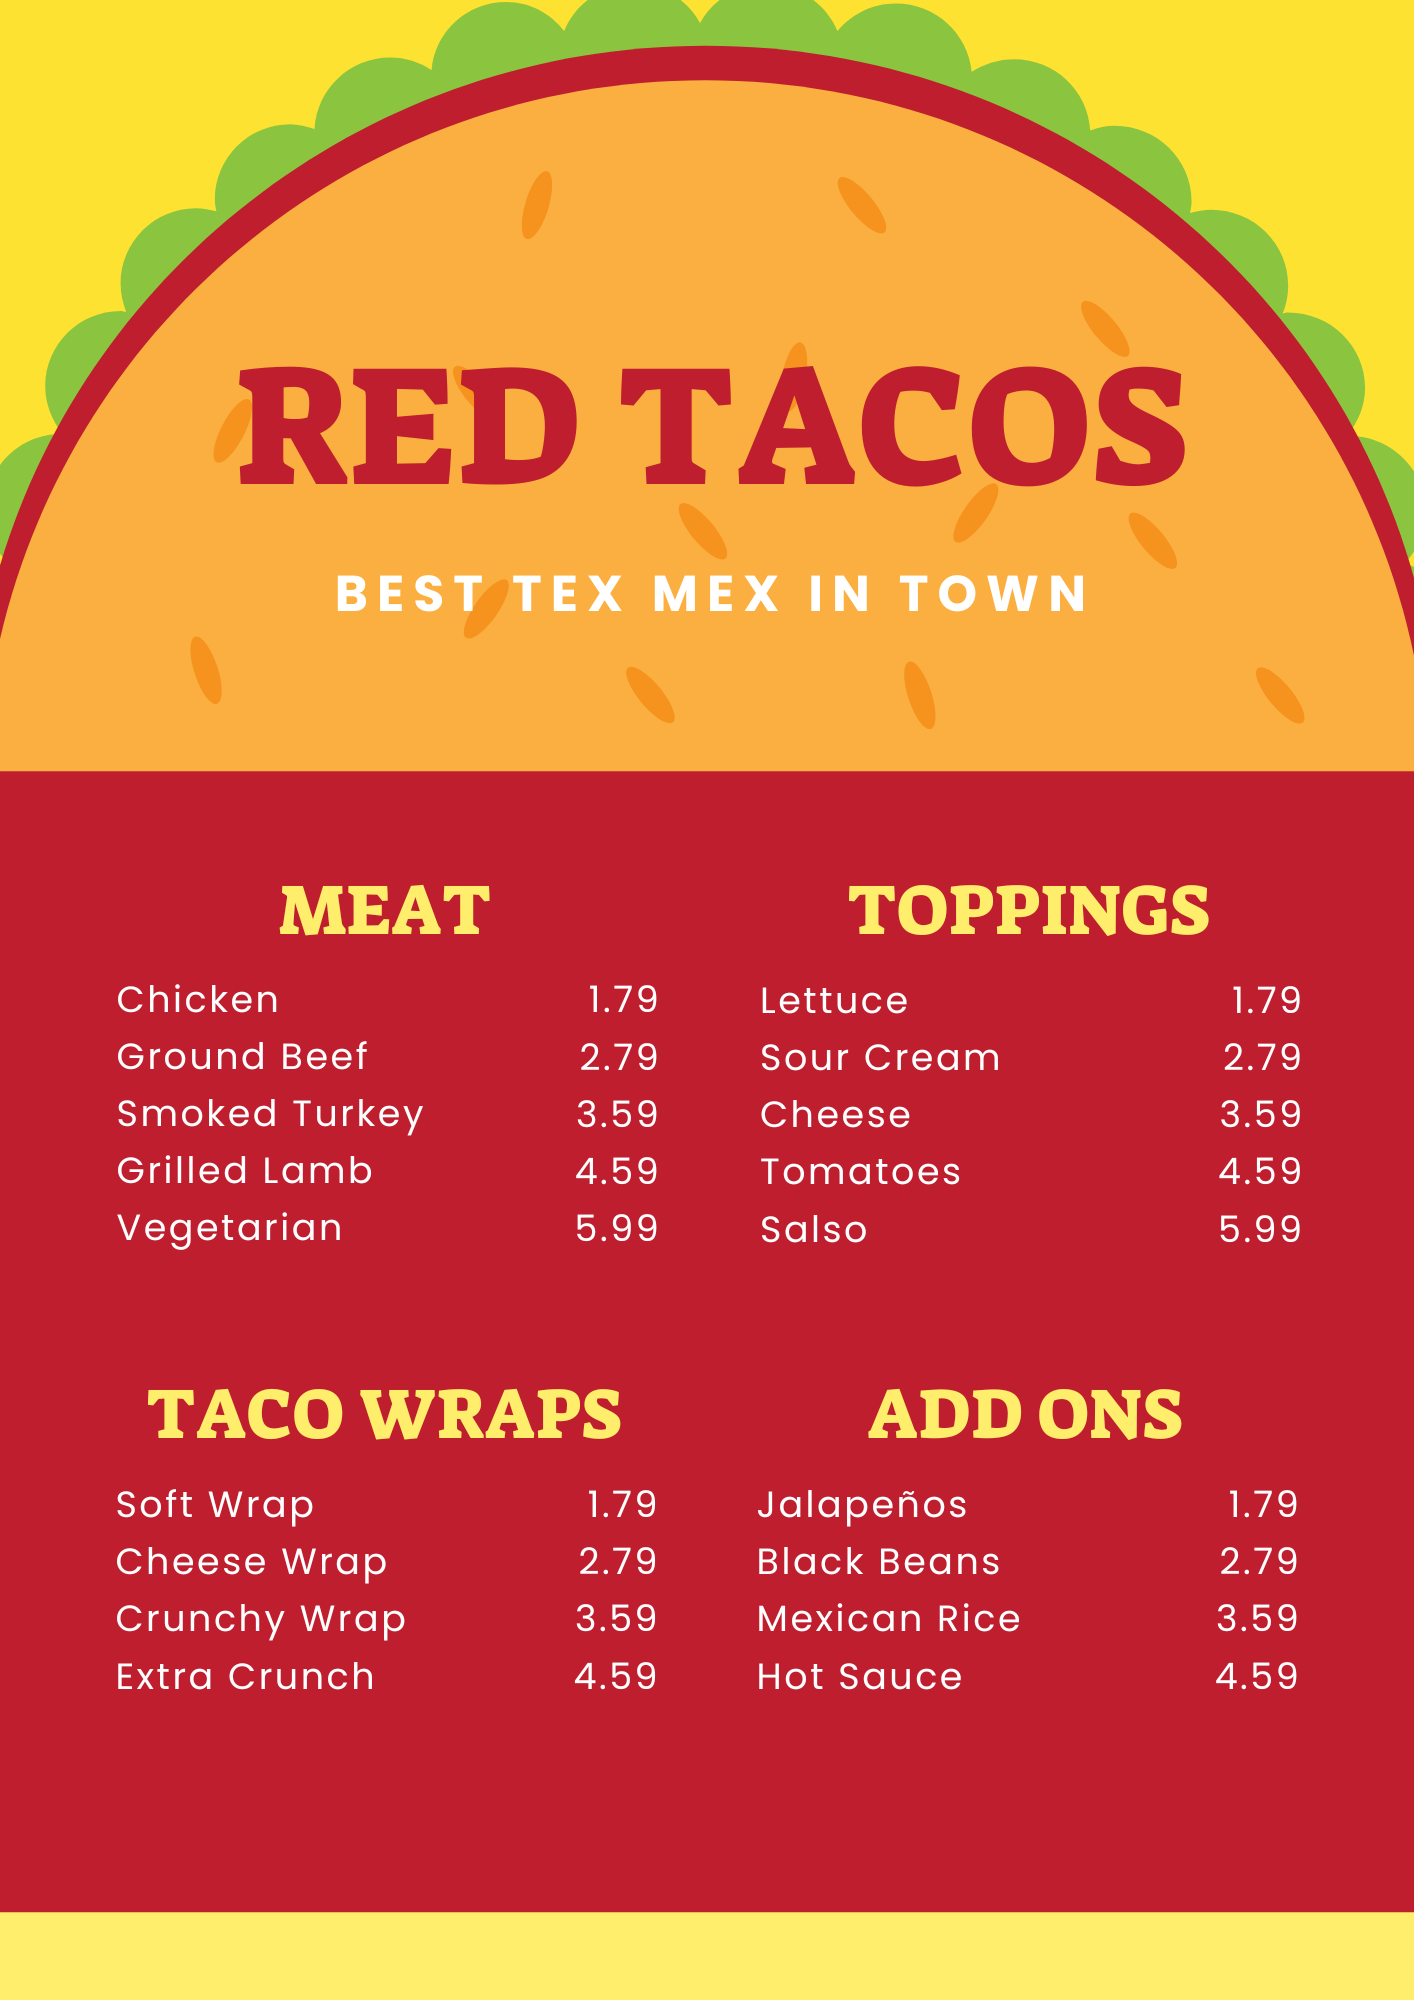 RED TACOS
BEST TEX MEX IN TOWN
MEAT
Chicken 1.79
Ground Beef 2.79
Smoked Turkey 3.59
Grilled Lamb 4.59
Vegetarian 5.99
TOPPINGS
Lettuce 1.79
Sour Cream 2.79
Cheese 3.59
Tomatoes 4.59
Salso 5.99
TACO WRAPS
Soft Wrap 1.79
Cheese Wrap 2.79
Crunchy Wrap 3.59
Extra Crunch 4.59
ADD ONS
Jalapeños 1.79
Black Beans 2.79
Mexican Rice 3.59
Hot Sauce 4.59